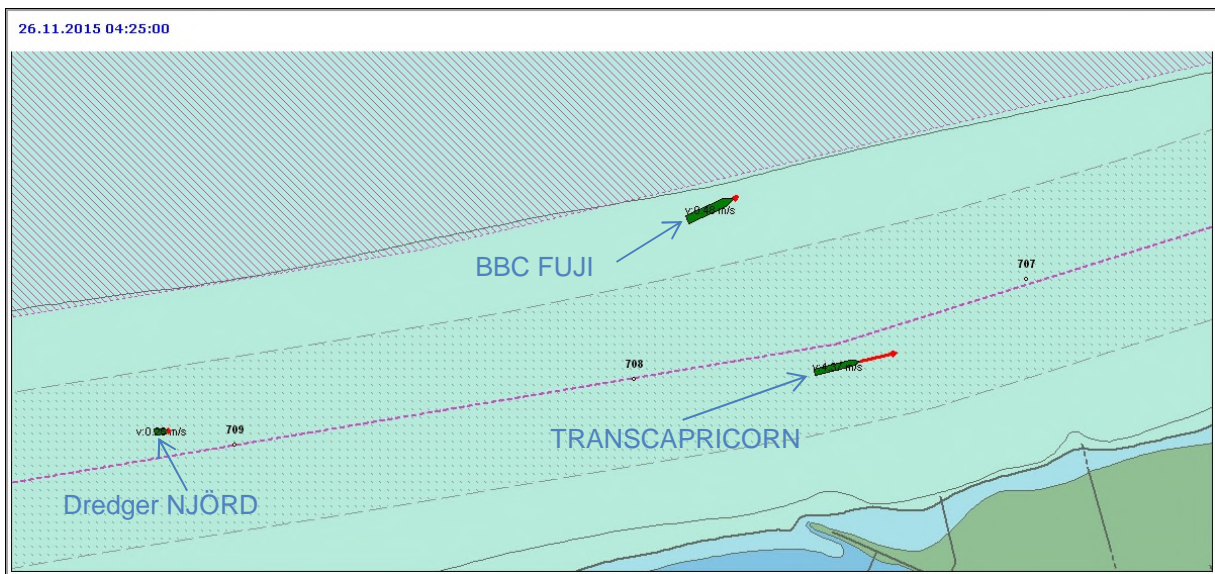 26.11.2015 04:25:00
m/s
BBC FUJI
707
708
m/s
TRANSCAPRICORN
m/s
709
Dredger NJÖRD